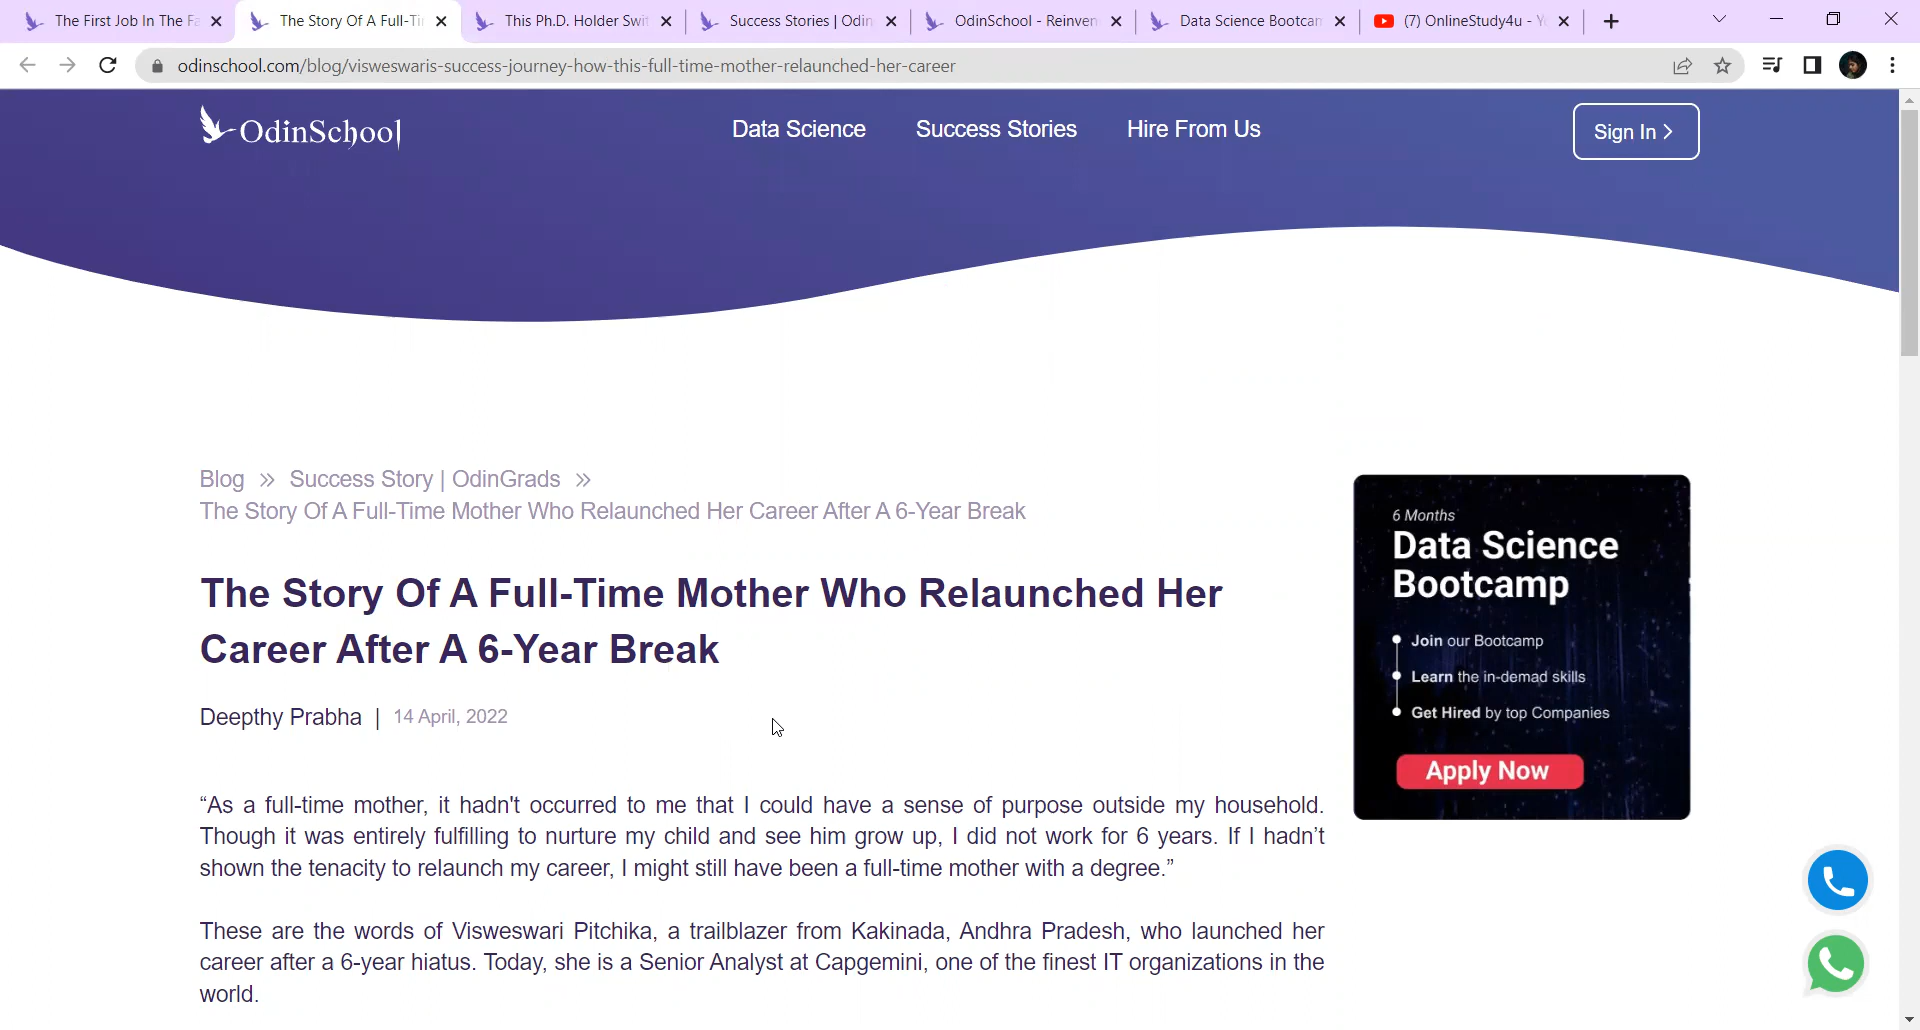 The First Job In The Fa
The Story Of A Full-Ti
This Ph.D. Holder Swit
Success Stories | Odin
OdinSchool - Reinven
Data Science Bootcam
(7) OnlineStudy4u - Yo
odinschool.com/blog/visweswaris-success-journey-how-this-full-time-mother-relaunched-her-career
OdinSchool
Data Science
Success Stories
Hire From Us
Sign In >
Blog » Success Story | OdinGrads »
The Story Of A Full-Time Mother Who Relaunched Her Career After A 6-Year Break
The Story Of A Full-Time Mother Who Relaunched Her
Career After A 6-Year Break
Deepthy Prabha | 14 April, 2022
“As a full-time mother, it hadn't occurred to me that I could have a sense of purpose outside my household.
Though it was entirely fulfilling to nurture my child and see him grow up, I did not work for 6 years. If I hadn’t
shown the tenacity to relaunch my career, I might still have been a full-time mother with a degree.”
These are the words of Visweswari Pitchika, a trailblazer from Kakinada, Andhra Pradesh, who launched her
career after a 6-year hiatus. Today, she is a Senior Analyst at Capgemini, one of the finest IT organizations in the
world.
6 Months
Data Science
Bootcamp
Join our Bootcamp
Learn the in-demad skills
Get Hired by top Companies
Apply Now